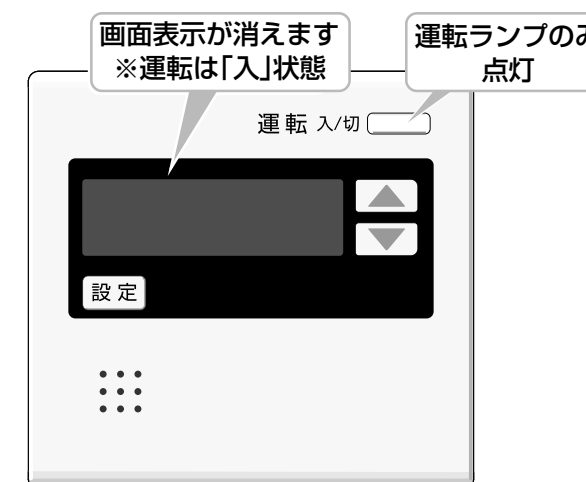 画面表示が消えます
※運転は「入」状態
運転ランプのみ
点灯
運転 入/切
設定